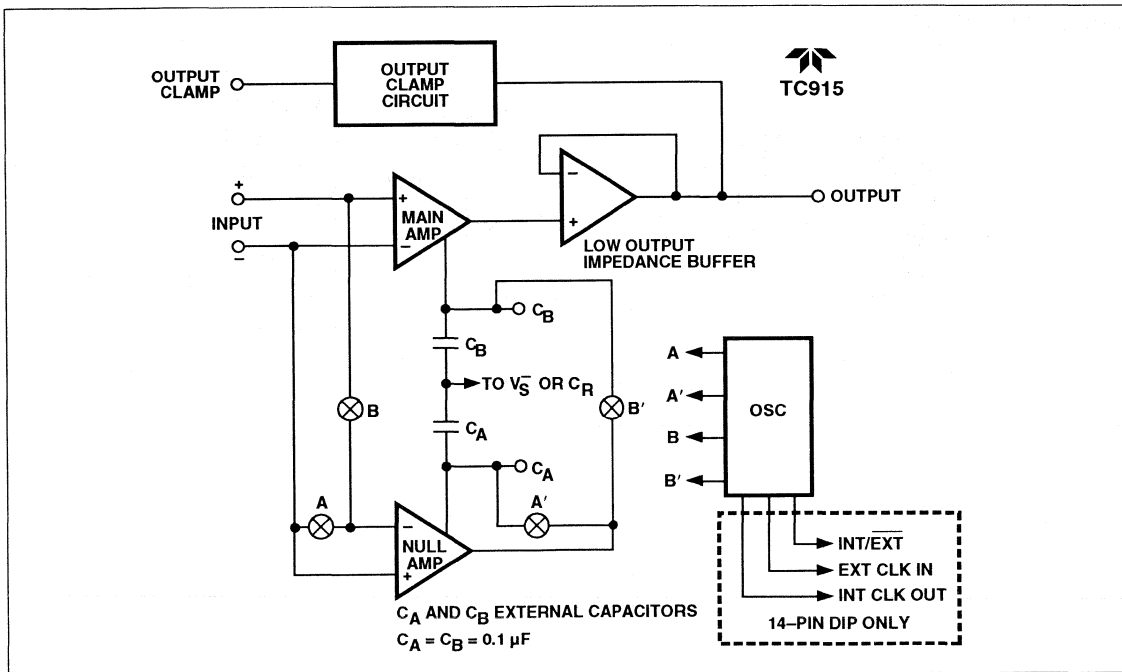 TC915
OUTPUT
CLAMP
OUTPUT
CLAMP
CIRCUIT
+
INPUT
−
+
MAIN
AMP
−
−
+
OUTPUT
LOW OUTPUT
IMPEDANCE BUFFER
C_B
C_B
TO V_S^- OR C_R
B
B′
C_A
C_A
A
A′
−
NULL
AMP
+
C_A AND C_B EXTERNAL CAPACITORS
C_A = C_B = 0.1 µF
A
A′
B
B′
OSC
INT/E̅X̅T̅
EXT CLK IN
INT CLK OUT
14–PIN DIP ONLY